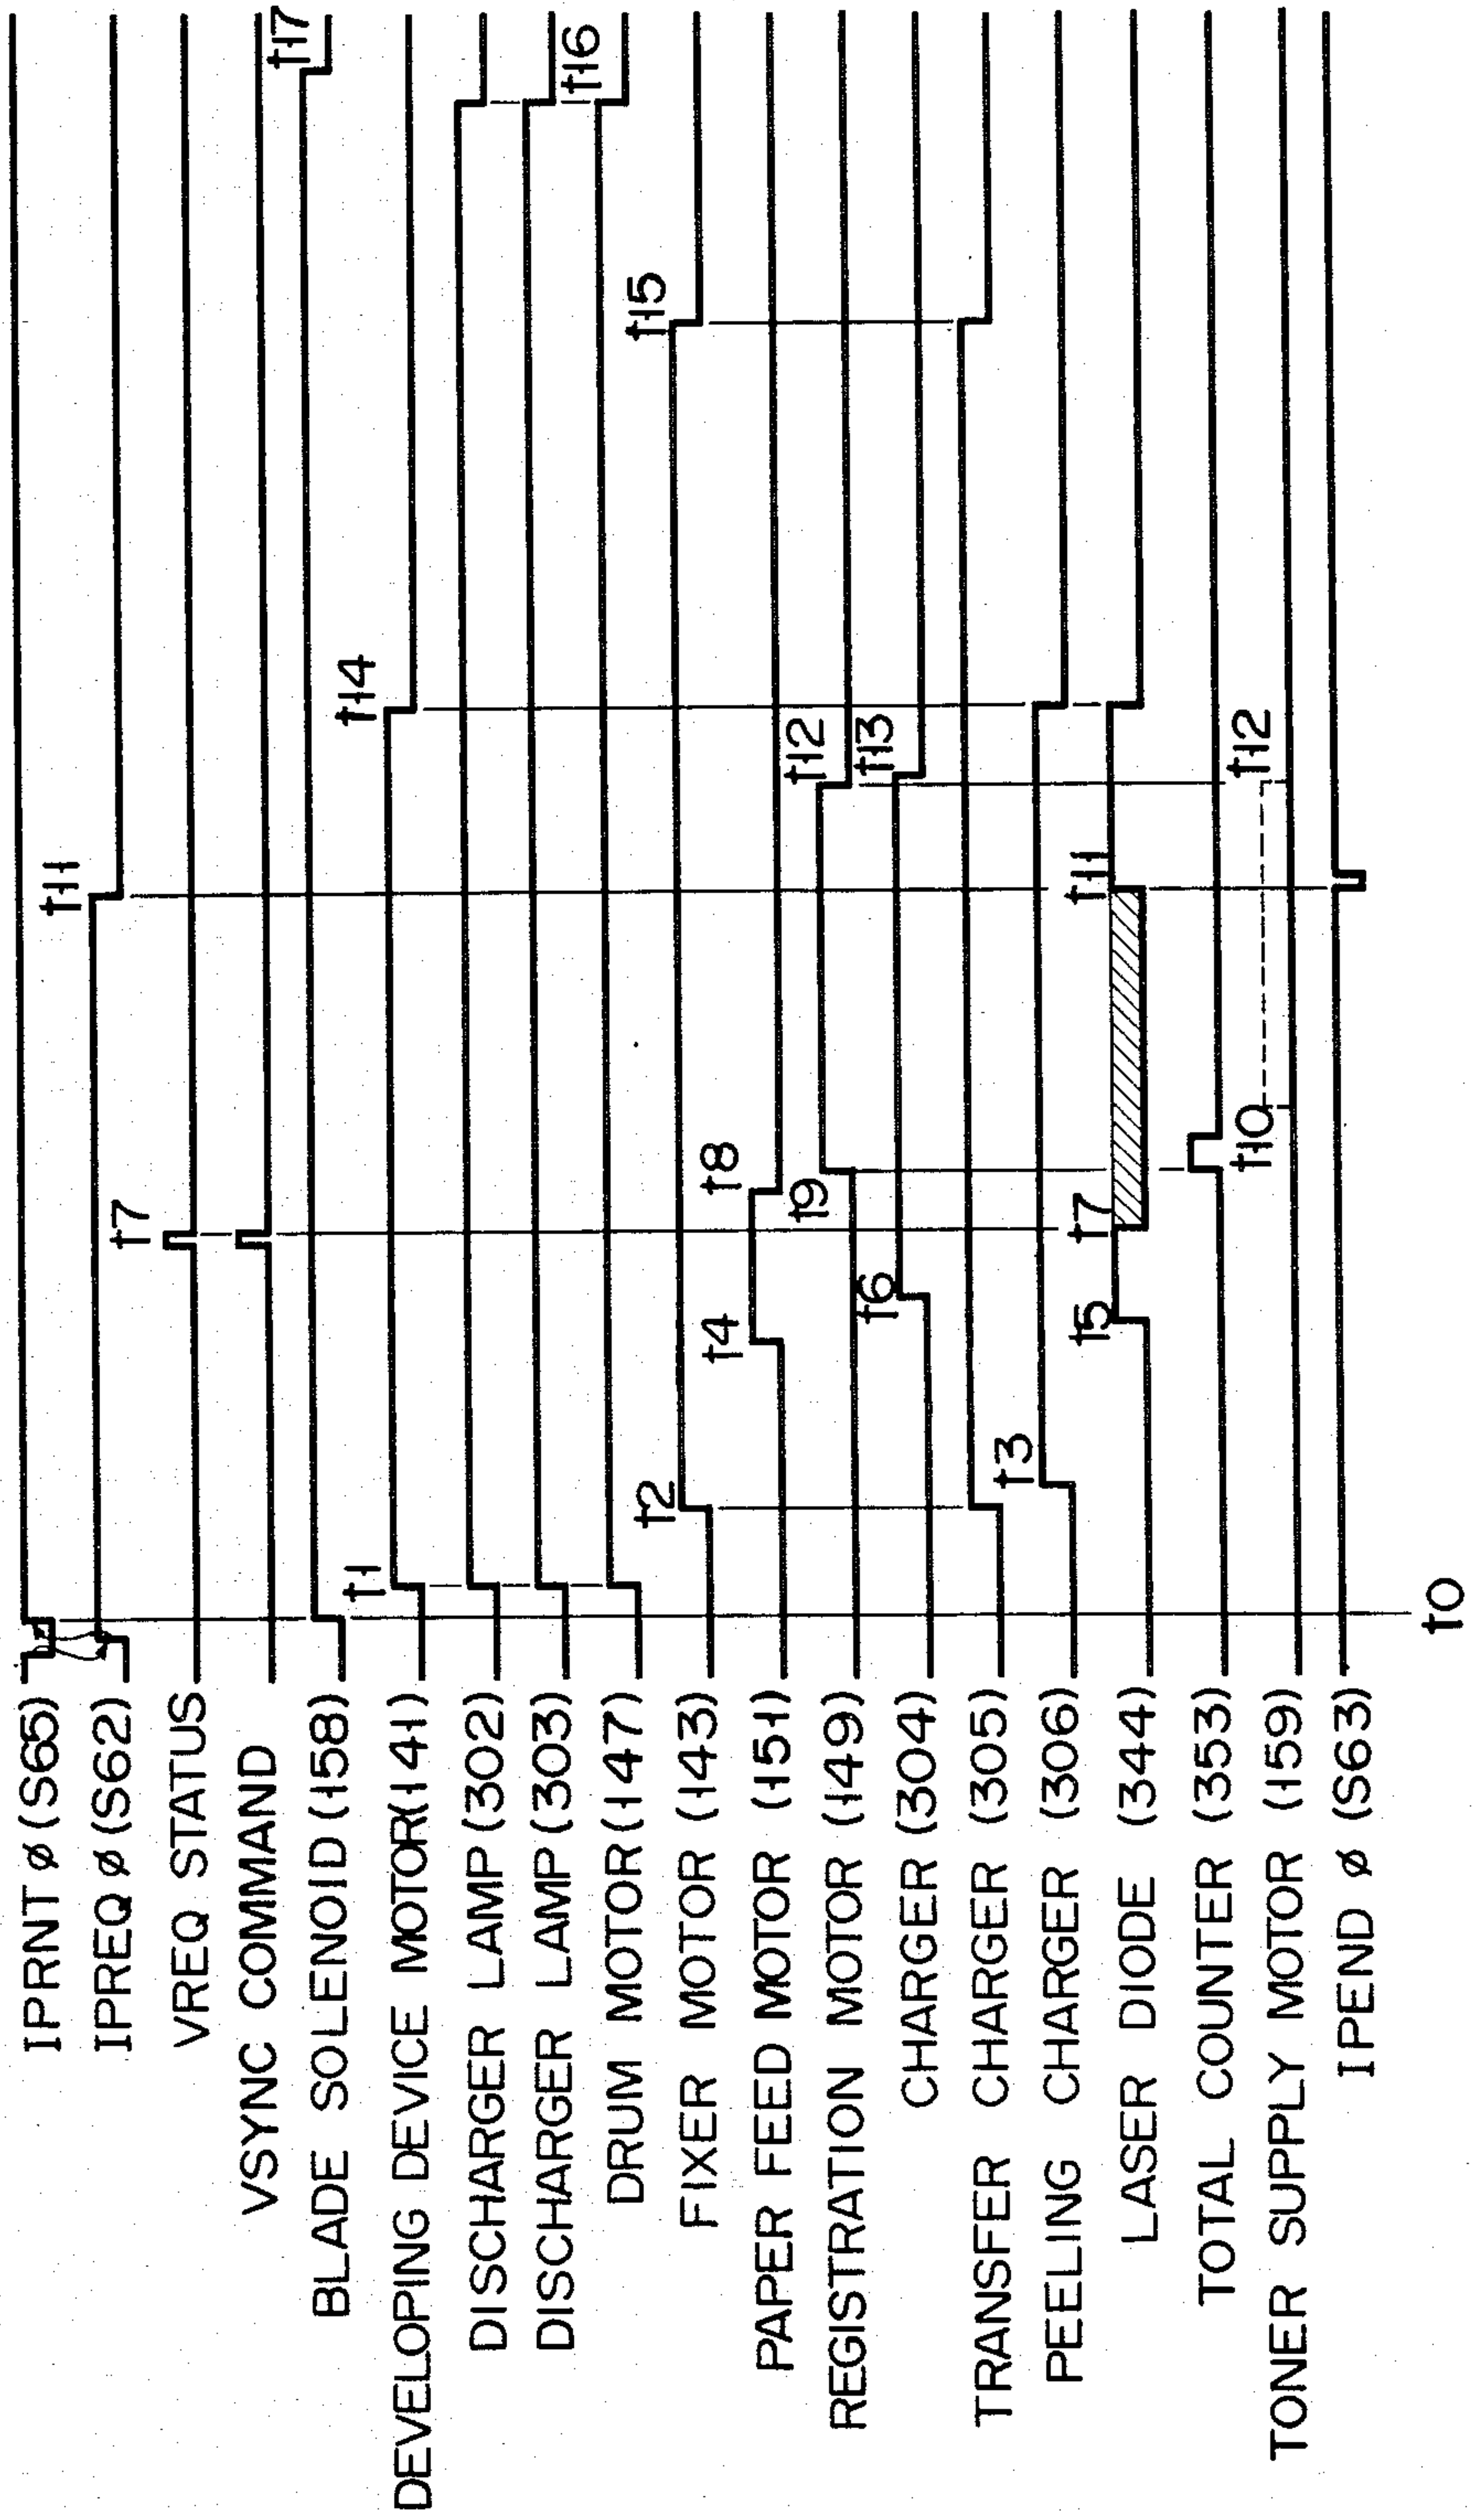 IPRNT ø (S65)
IPREQ ø (S62)
VREQ STATUS
VSYNC COMMAND
BLADE SOLENOID (158)
DEVELOPING DEVICE MOTOR (141)
DISCHARGER LAMP (302)
DISCHARGER LAMP (303)
DRUM MOTOR (147)
FIXER MOTOR (143)
PAPER FEED MOTOR (151)
REGISTRATION MOTOR (149)
CHARGER (304)
TRANSFER CHARGER (305)
PEELING CHARGER (306)
LASER DIODE (344)
TOTAL COUNTER (353)
TONER SUPPLY MOTOR (159)
IPEND ø (S63)
t11
t7
t17
t1
t14
t16
t2
t15
t4
t8
t9
t12
t6
t13
t3
t5
t7
t11
t10
t12
t0